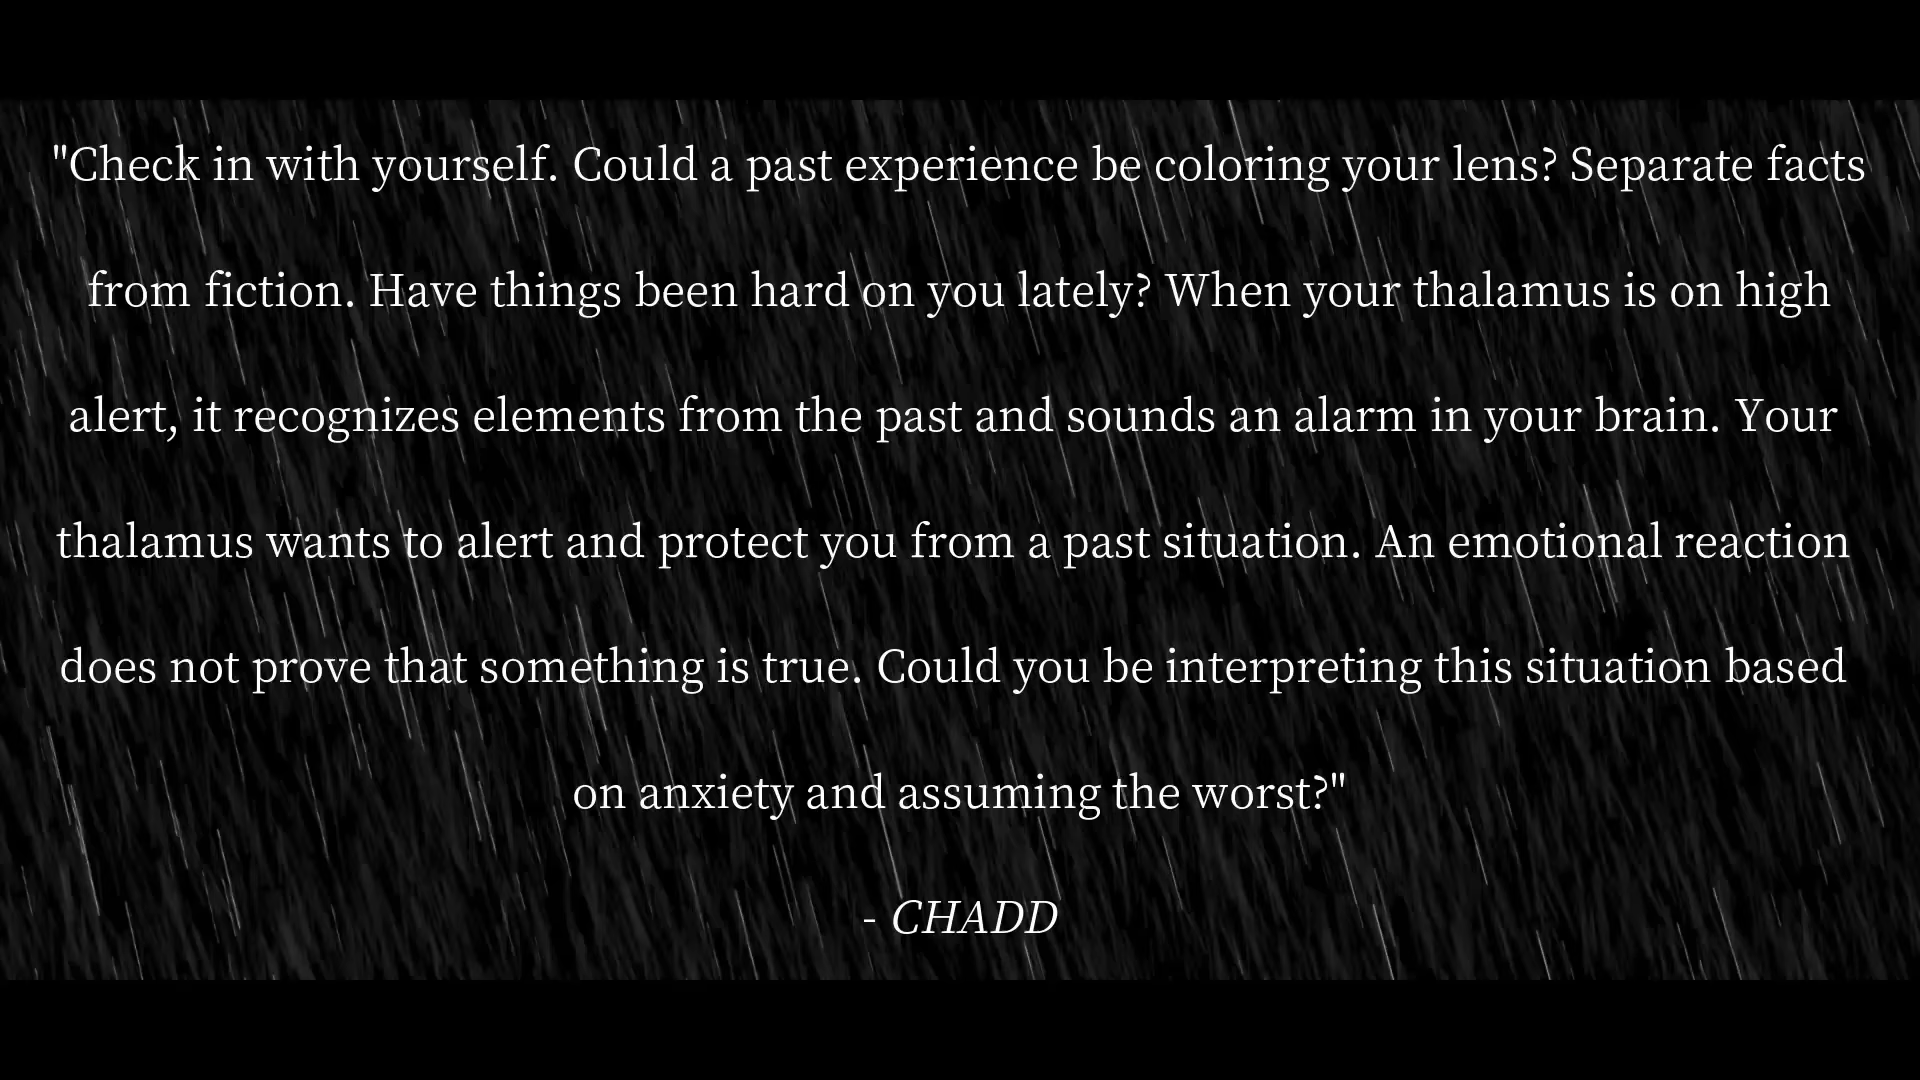 "Check in with yourself. Could a past experience be coloring your lens? Separate facts
from fiction. Have things been hard on you lately? When your thalamus is on high
alert, it recognizes elements from the past and sounds an alarm in your brain. Your
thalamus wants to alert and protect you from a past situation. An emotional reaction
does not prove that something is true. Could you be interpreting this situation based
on anxiety and assuming the worst?"
- CHADD